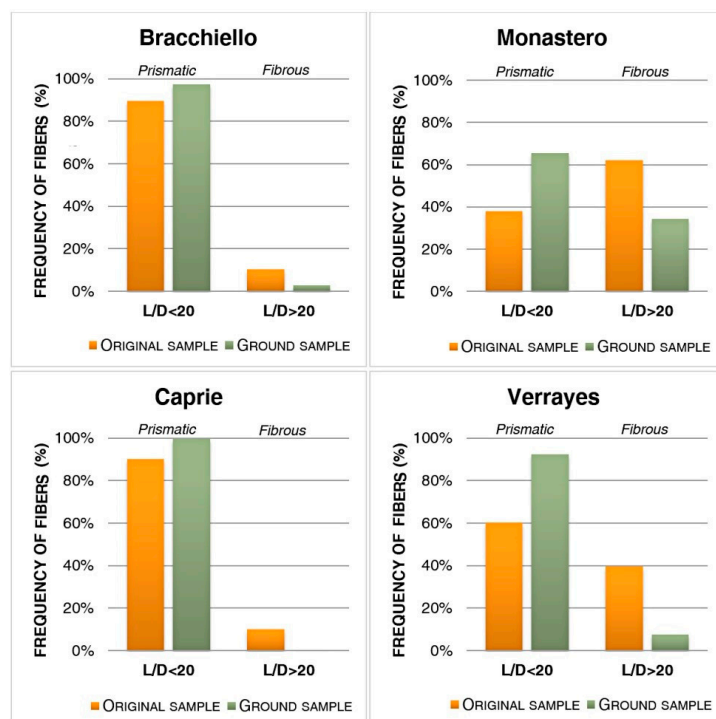 Bracchiello
Prismatic Fibrous
FREQUENCY OF FIBERS (%)
100%
80%
60%
40%
20%
0%
L/D<20 L/D>20
ORIGINAL SAMPLE GROUND SAMPLE
Monastero
Prismatic Fibrous
FREQUENCY OF FIBERS (%)
100%
80%
60%
40%
20%
0%
L/D<20 L/D>20
ORIGINAL SAMPLE GROUND SAMPLE
Caprie
Prismatic Fibrous
FREQUENCY OF FIBERS (%)
100%
80%
60%
40%
20%
0%
L/D<20 L/D>20
ORIGINAL SAMPLE GROUND SAMPLE
Verrayes
Prismatic Fibrous
FREQUENCY OF FIBERS (%)
100%
80%
60%
40%
20%
0%
L/D<20 L/D>20
ORIGINAL SAMPLE GROUND SAMPLE